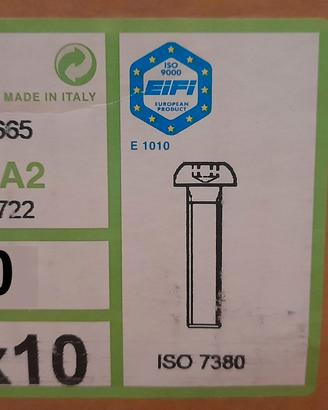 MADE IN ITALY
665
A2
722
0
x10
ISO
9000
EiFi
EUROPEAN
PRODUCT
E 1010
ISO 7380